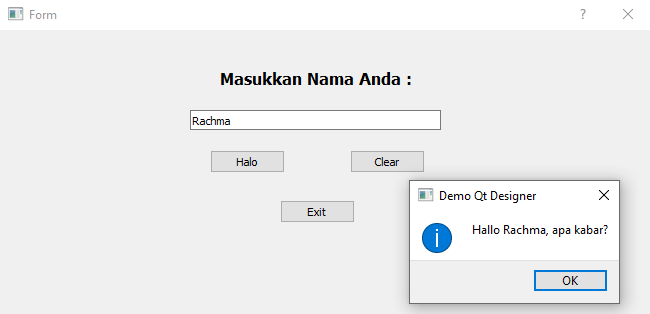 Form
Masukkan Nama Anda :
Rachma
Halo
Clear
Exit
Demo Qt Designer
Hallo Rachma, apa kabar?
OK